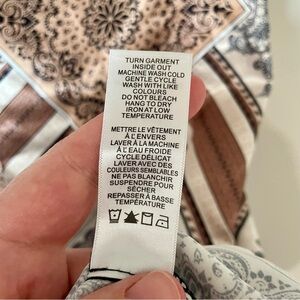 TURN GARMENT
INSIDE OUT
MACHINE WASH COLD
GENTLE CYCLE
WASH WITH LIKE
COLOURS
DO NOT BLEACH
HANG TO DRY
IRON AT LOW
TEMPERATURE
METTRE LE VÊTEMENT
À L'ENVERS
LAVER À LA MACHINE
À L'EAU FROIDE
CYCLE DÉLICAT
LAVER AVEC DES
COULEURS SEMBLABLES
NE PAS BLANCHIR
SUSPENDRE POUR
SÉCHER
REPASSER À BASSE
TEMPÉRATURE